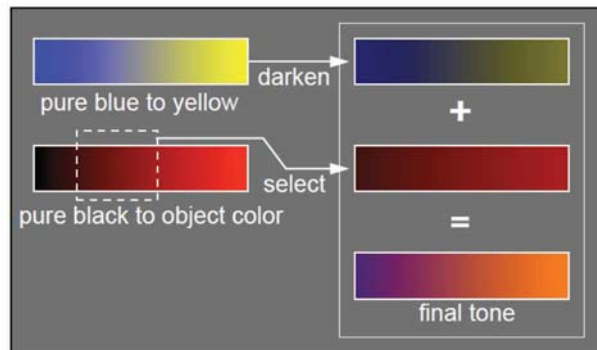 darken
pure blue to yellow
+
select
pure black to object color
=
final tone